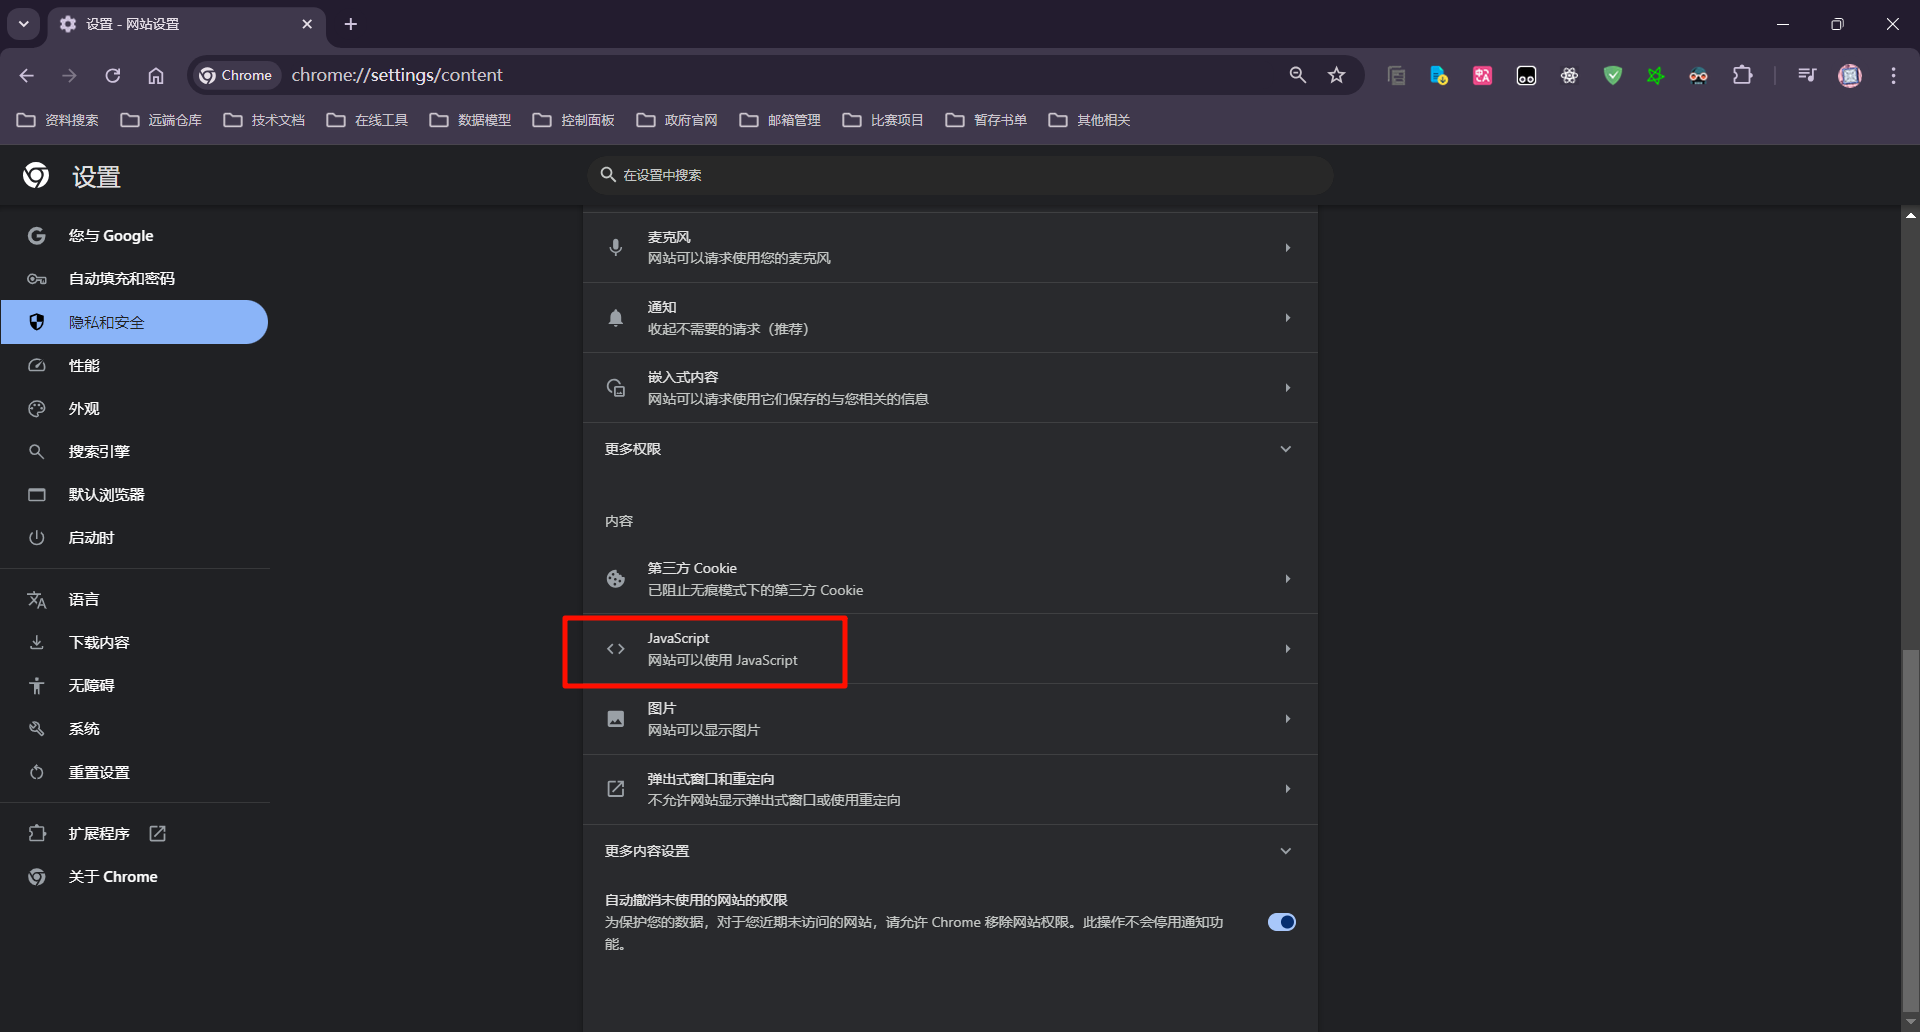 设置 - 网站设置
Chrome
chrome://settings/content
资料搜索
远端仓库
技术文档
在线工具
数据模型
控制面板
政府官网
邮箱管理
比赛项目
暂存书单
其他相关
设置
在设置中搜索
您与 Google
自动填充和密码
隐私和安全
性能
外观
搜索引擎
默认浏览器
启动时
语言
下载内容
无障碍
系统
重置设置
扩展程序
关于 Chrome
麦克风
网站可以请求使用您的麦克风
通知
收起不需要的请求（推荐）
嵌入式内容
网站可以请求使用它们保存的与您相关的信息
更多权限
内容
第三方 Cookie
已阻止无痕模式下的第三方 Cookie
JavaScript
网站可以使用 JavaScript
图片
网站可以显示图片
弹出式窗口和重定向
不允许网站显示弹出式窗口或使用重定向
更多内容设置
自动撤消未使用的网站的权限
为保护您的数据，对于您近期未访问的网站，请允许 Chrome 移除网站权限。此操作不会停用通知功
能。